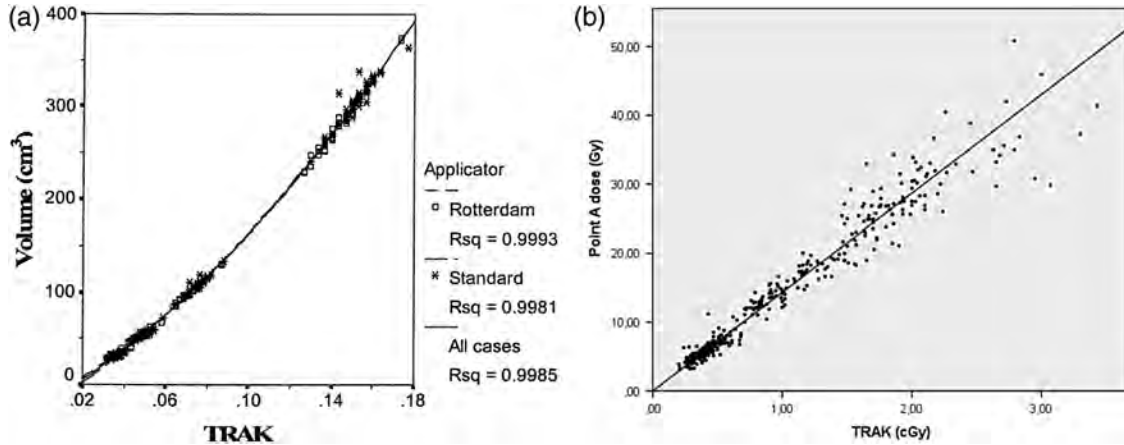 (a)
400
300
200
100
0
Volume (cm³)
.02
.06
.10
.14
.18
TRAK
Applicator
Rotterdam
Rsq = 0.9993
Standard
Rsq = 0.9981
All cases
Rsq = 0.9985
(b)
50,00
40,00
30,00
20,00
10,00
,00
Point A dose (Gy)
,00
1,00
2,00
3,00
TRAK (cGy)